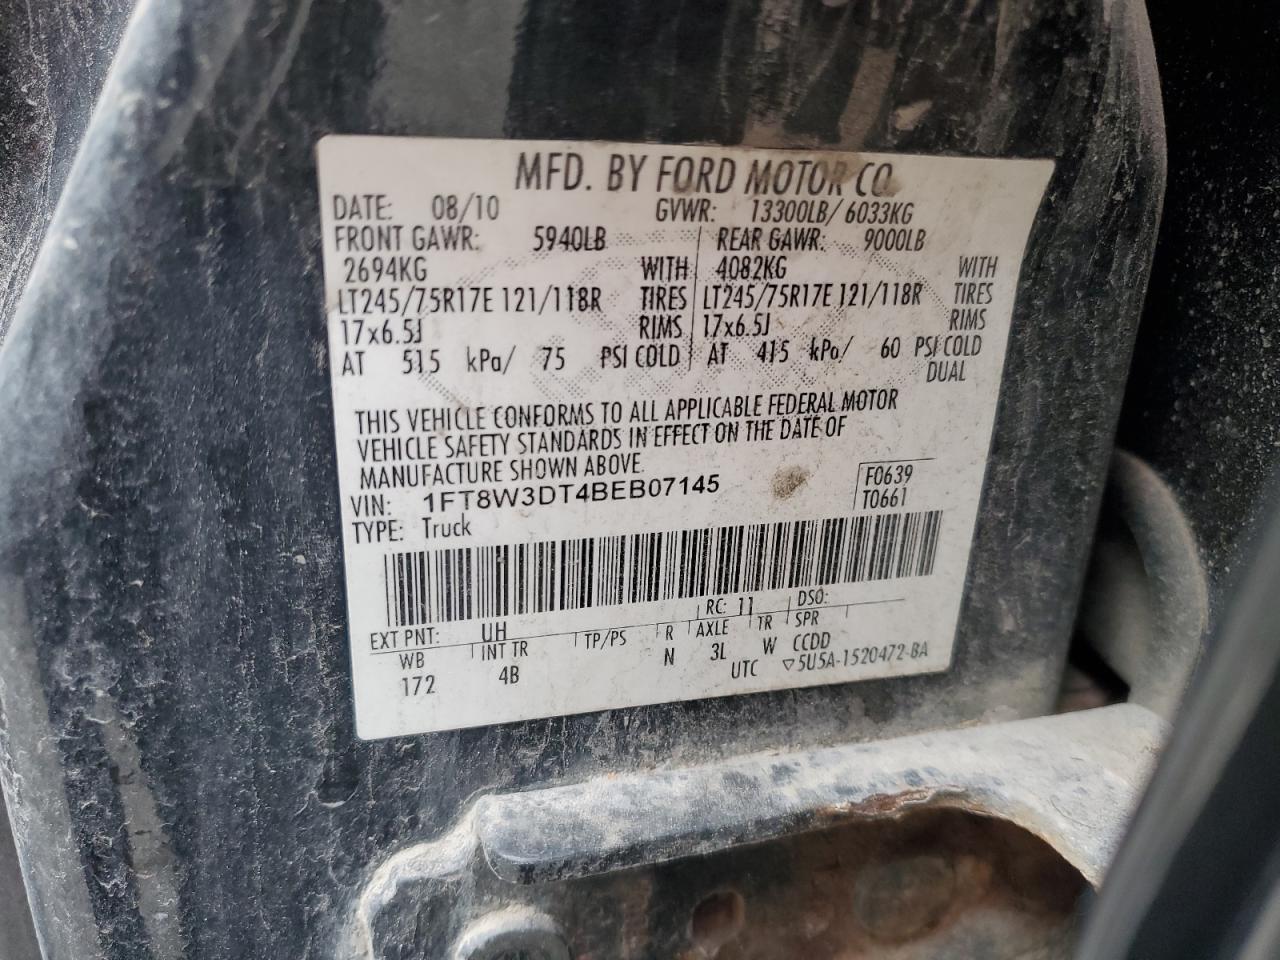 MFD. BY FORD MOTOR CO.
DATE: 08/10 GVWR: 13300LB/ 6033KG
FRONT GAWR: 5940LB REAR GAWR: 9000LB
2694KG WITH 4082KG WITH
LT245/75R17E 121/118R TIRES LT245/75R17E 121/118R TIRES
17x6.5J RIMS 17x6.5J RIMS
AT 515 kPa/ 75 PSI COLD AT 415 kPa/ 60 PSI COLD
DUAL
THIS VEHICLE CONFORMS TO ALL APPLICABLE FEDERAL MOTOR
VEHICLE SAFETY STANDARDS IN EFFECT ON THE DATE OF
MANUFACTURE SHOWN ABOVE.
VIN: 1FT8W3DT4BEB07145 F0639
TYPE: Truck T0661
EXT PNT: UH RC: 11 DSO:
WB INT TR TP/PS R AXLE TR SPR
172 4B N 3L W CCDD
UTC ▽5U5A-1520472-BA